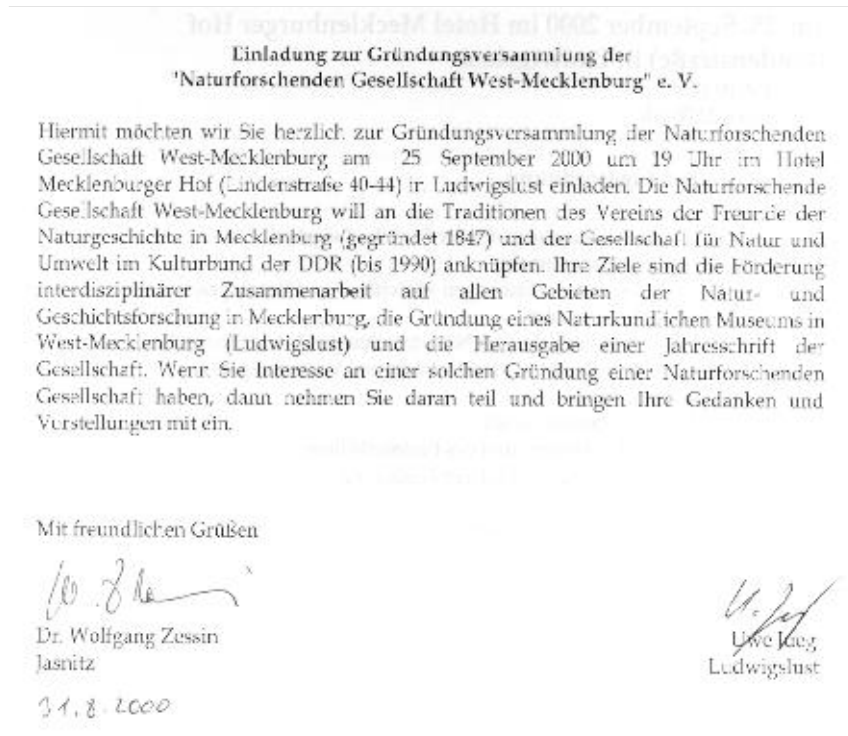 Einladung zur Gründungsversammlung der
"Naturforschenden Gesellschaft West-Mecklenburg" e. V.
Hiermit möchten wir Sie herzlich zur Gründungsversammlung der Naturforschenden
Gesellschaft West-Mecklenburg am 25 September 2000 um 19 Uhr im Hotel
Mecklenburger Hof (Lindenstraße 40-44) in Ludwigslust einladen. Die Naturforschende
Gesellschaft West-Mecklenburg will an die Traditionen des Vereins der Freunde der
Naturgeschichte in Mecklenburg (gegründet 1847) und der Gesellschaft für Natur und
Umwelt im Kulturbund der DDR (bis 1990) anknüpfen. Ihre Ziele sind die Förderung
interdisziplinärer Zusammenarbeit auf allen Gebieten der Natur- und
Geschichtsforschung in Mecklenburg, die Gründung eines Naturkundlichen Museums in
West-Mecklenburg (Ludwigslust) und die Herausgabe einer Jahresschrift der
Gesellschaft. Wenn Sie Interesse an einer solchen Gründung einer Naturforschenden
Gesellschaft haben, dann nehmen Sie daran teil und bringen Ihre Gedanken und
Vorstellungen mit ein.
Mit freundlichen Grüßen
Dr. Wolfgang Zessin
Jasnitz
Uwe Jueg
Ludwigslust
31.8.2000